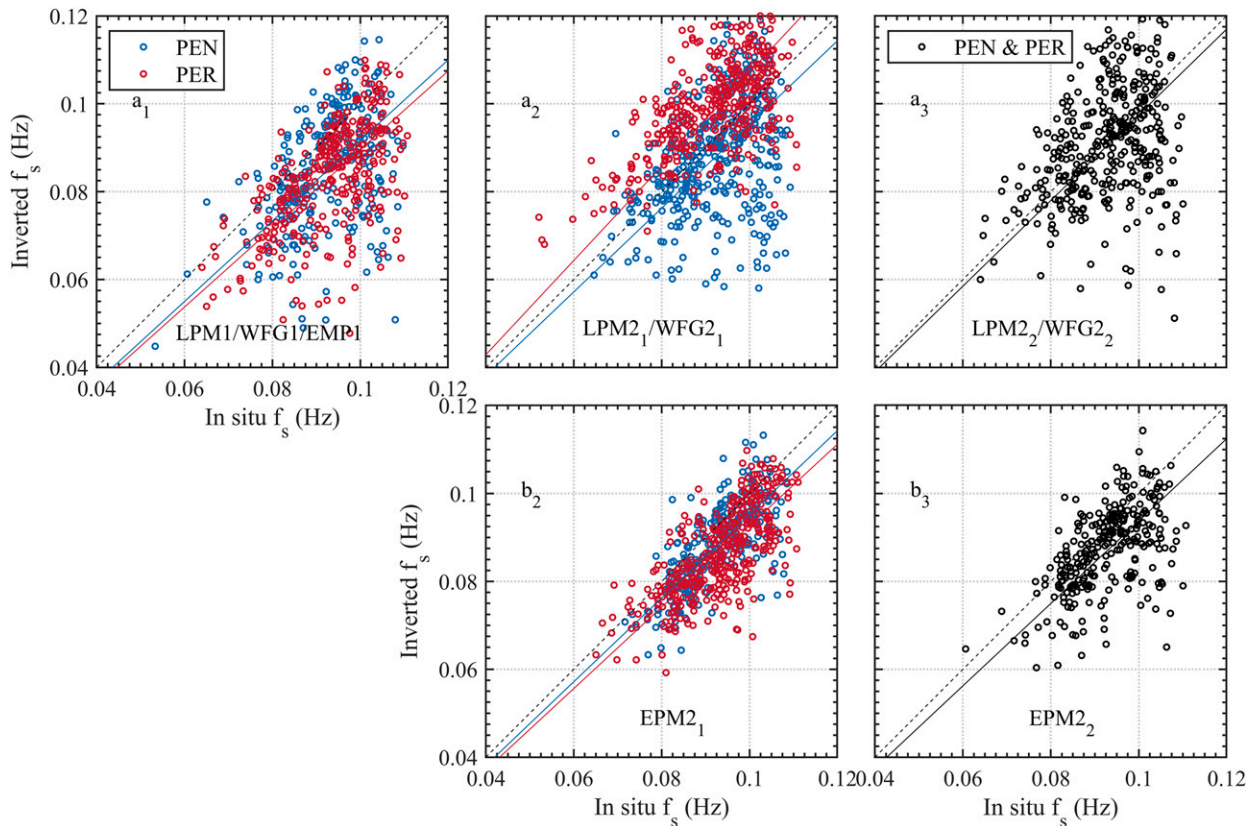 PEN
PER
PEN & PER
a₁
a₂
a₃
LPM1/WFG1/EMP1
LPM2₁/WFG2₁
LPM2₂/WFG2₂
Inverted fₛ (Hz)
0.12
0.1
0.08
0.06
0.04
0.04 0.06 0.08 0.1 0.12
In situ fₛ (Hz)
b₂
b₃
EPM2₁
EPM2₂
Inverted fₛ (Hz)
0.12
0.1
0.08
0.06
0.04
0.04 0.06 0.08 0.1 0.12
0.04 0.06 0.08 0.1 0.12
In situ fₛ (Hz)
In situ fₛ (Hz)